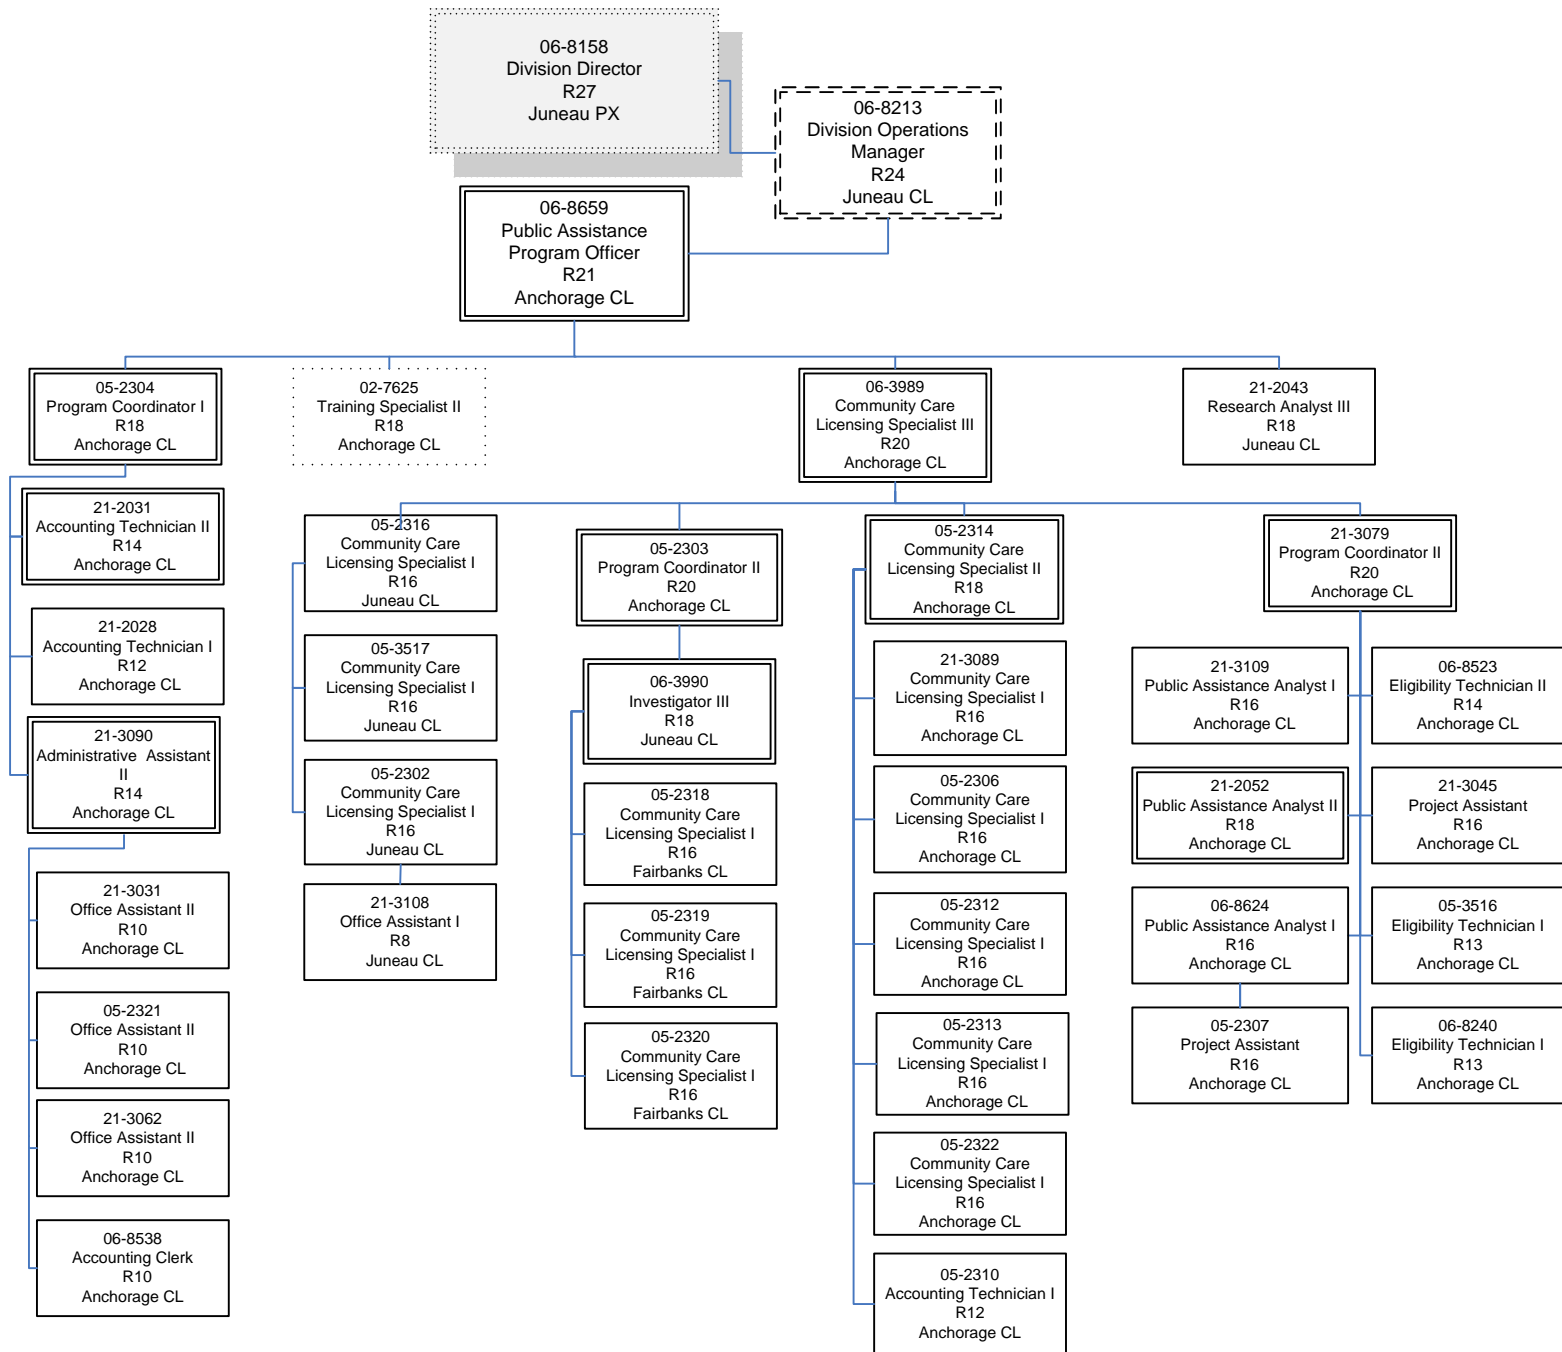 06-8158
Division Director
R27
Juneau PX
06-8213
Division Operations
Manager
R24
Juneau CL
06-8659
Public Assistance
Program Officer
R21
Anchorage CL
05-2304
Program Coordinator I
R18
Anchorage CL
02-7625
Training Specialist II
R18
Anchorage CL
06-3989
Community Care
Licensing Specialist III
R20
Anchorage CL
21-2043
Research Analyst III
R18
Juneau CL
21-2031
Accounting Technician II
R14
Anchorage CL
21-2028
Accounting Technician I
R12
Anchorage CL
21-3090
Administrative Assistant
II
R14
Anchorage CL
21-3031
Office Assistant II
R10
Anchorage CL
05-2321
Office Assistant II
R10
Anchorage CL
21-3062
Office Assistant II
R10
Anchorage CL
06-8538
Accounting Clerk
R10
Anchorage CL
05-2316
Community Care
Licensing Specialist I
R16
Juneau CL
05-3517
Community Care
Licensing Specialist I
R16
Juneau CL
05-2302
Community Care
Licensing Specialist I
R16
Juneau CL
21-3108
Office Assistant I
R8
Juneau CL
05-2303
Program Coordinator II
R20
Anchorage CL
06-3990
Investigator III
R18
Juneau CL
05-2318
Community Care
Licensing Specialist I
R16
Fairbanks CL
05-2319
Community Care
Licensing Specialist I
R16
Fairbanks CL
05-2320
Community Care
Licensing Specialist I
R16
Fairbanks CL
05-2314
Community Care
Licensing Specialist II
R18
Anchorage CL
21-3089
Community Care
Licensing Specialist I
R16
Anchorage CL
05-2306
Community Care
Licensing Specialist I
R16
Anchorage CL
05-2312
Community Care
Licensing Specialist I
R16
Anchorage CL
05-2313
Community Care
Licensing Specialist I
R16
Anchorage CL
05-2322
Community Care
Licensing Specialist I
R16
Anchorage CL
05-2310
Accounting Technician I
R12
Anchorage CL
21-3079
Program Coordinator II
R20
Anchorage CL
21-3109
Public Assistance Analyst I
R16
Anchorage CL
06-8523
Eligibility Technician II
R14
Anchorage CL
21-2052
Public Assistance Analyst II
R18
Anchorage CL
21-3045
Project Assistant
R16
Anchorage CL
06-8624
Public Assistance Analyst I
R16
Anchorage CL
05-3516
Eligibility Technician I
R13
Anchorage CL
05-2307
Project Assistant
R16
Anchorage CL
06-8240
Eligibility Technician I
R13
Anchorage CL